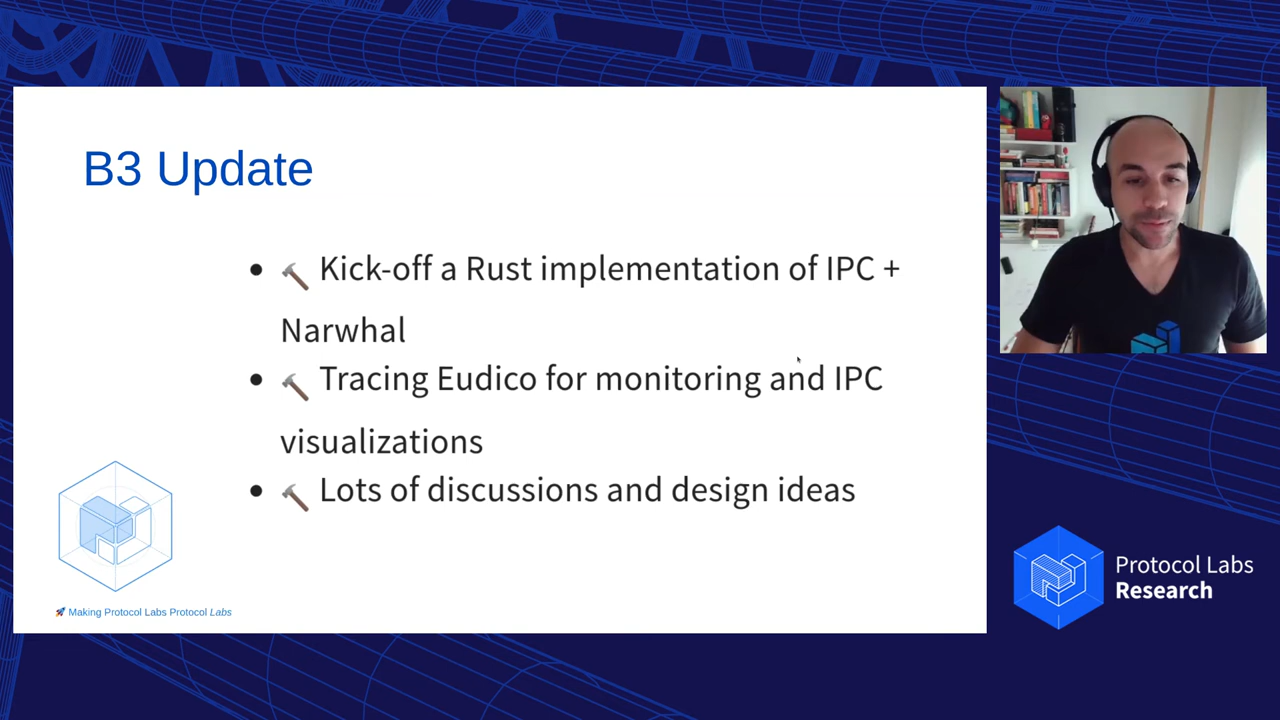 B3 Update
• 🔨 Kick-off a Rust implementation of IPC +
Narwhal
• 🔨 Tracing Eudico for monitoring and IPC
visualizations
• 🔨 Lots of discussions and design ideas
🚀 Making Protocol Labs Protocol Labs
Protocol Labs
Research